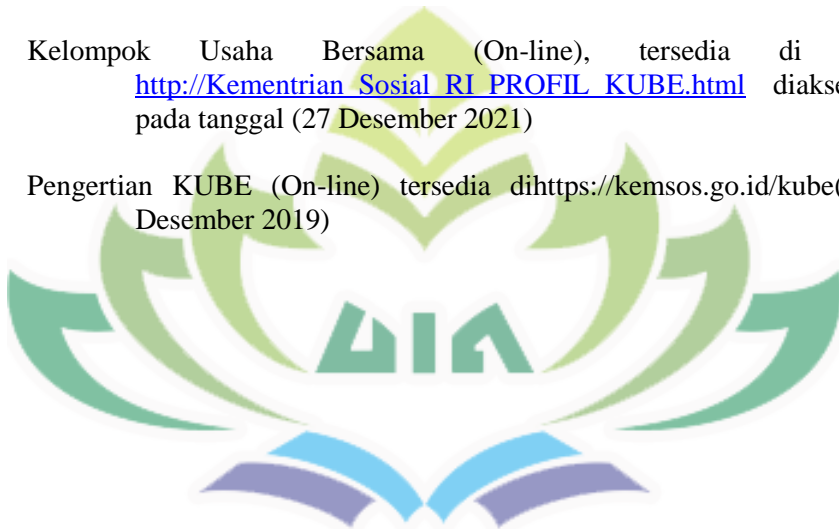 Kelompok Usaha Bersama (On-line), tersedia di
http://Kementrian Sosial RI PROFIL KUBE.html
pada tanggal (27 Desember 2021)
Pengertian KUBE (On-line) tersedia dihttps://kemsos.go.id/kube(
Desember 2019)
UIN